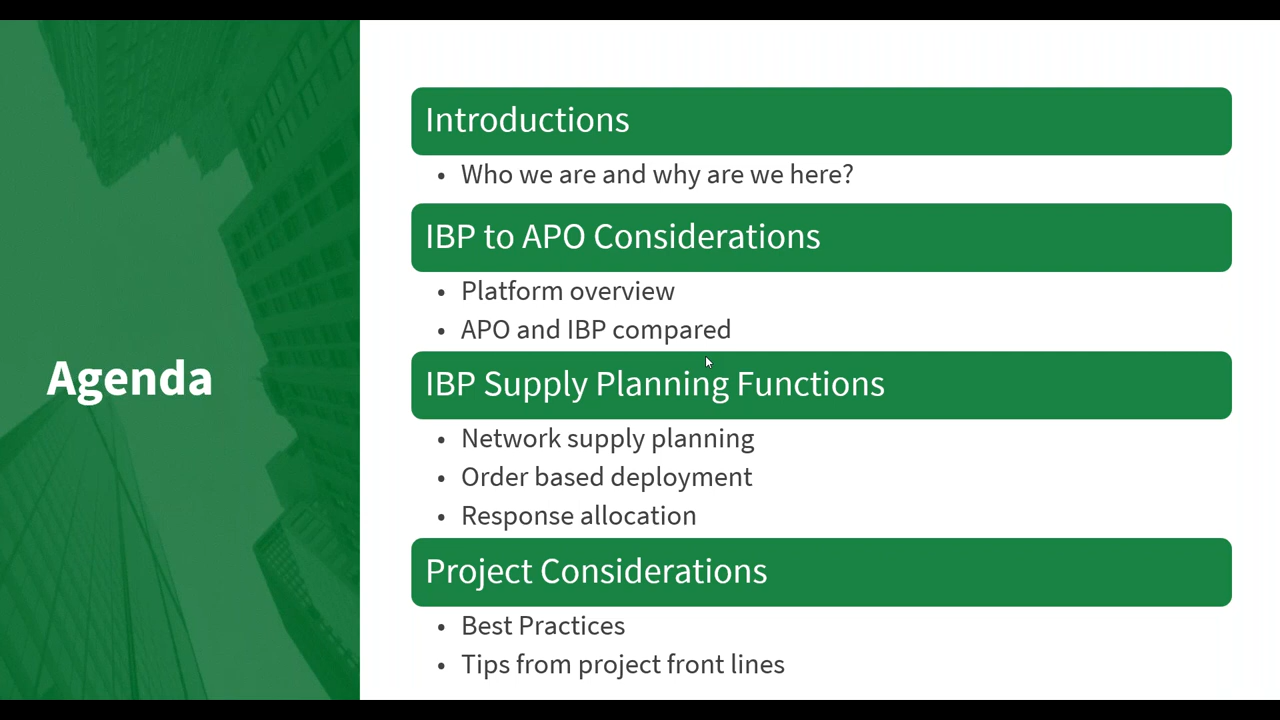 Agenda
Introductions
• Who we are and why are we here?
IBP to APO Considerations
• Platform overview
• APO and IBP compared
IBP Supply Planning Functions
• Network supply planning
• Order based deployment
• Response allocation
Project Considerations
• Best Practices
• Tips from project front lines